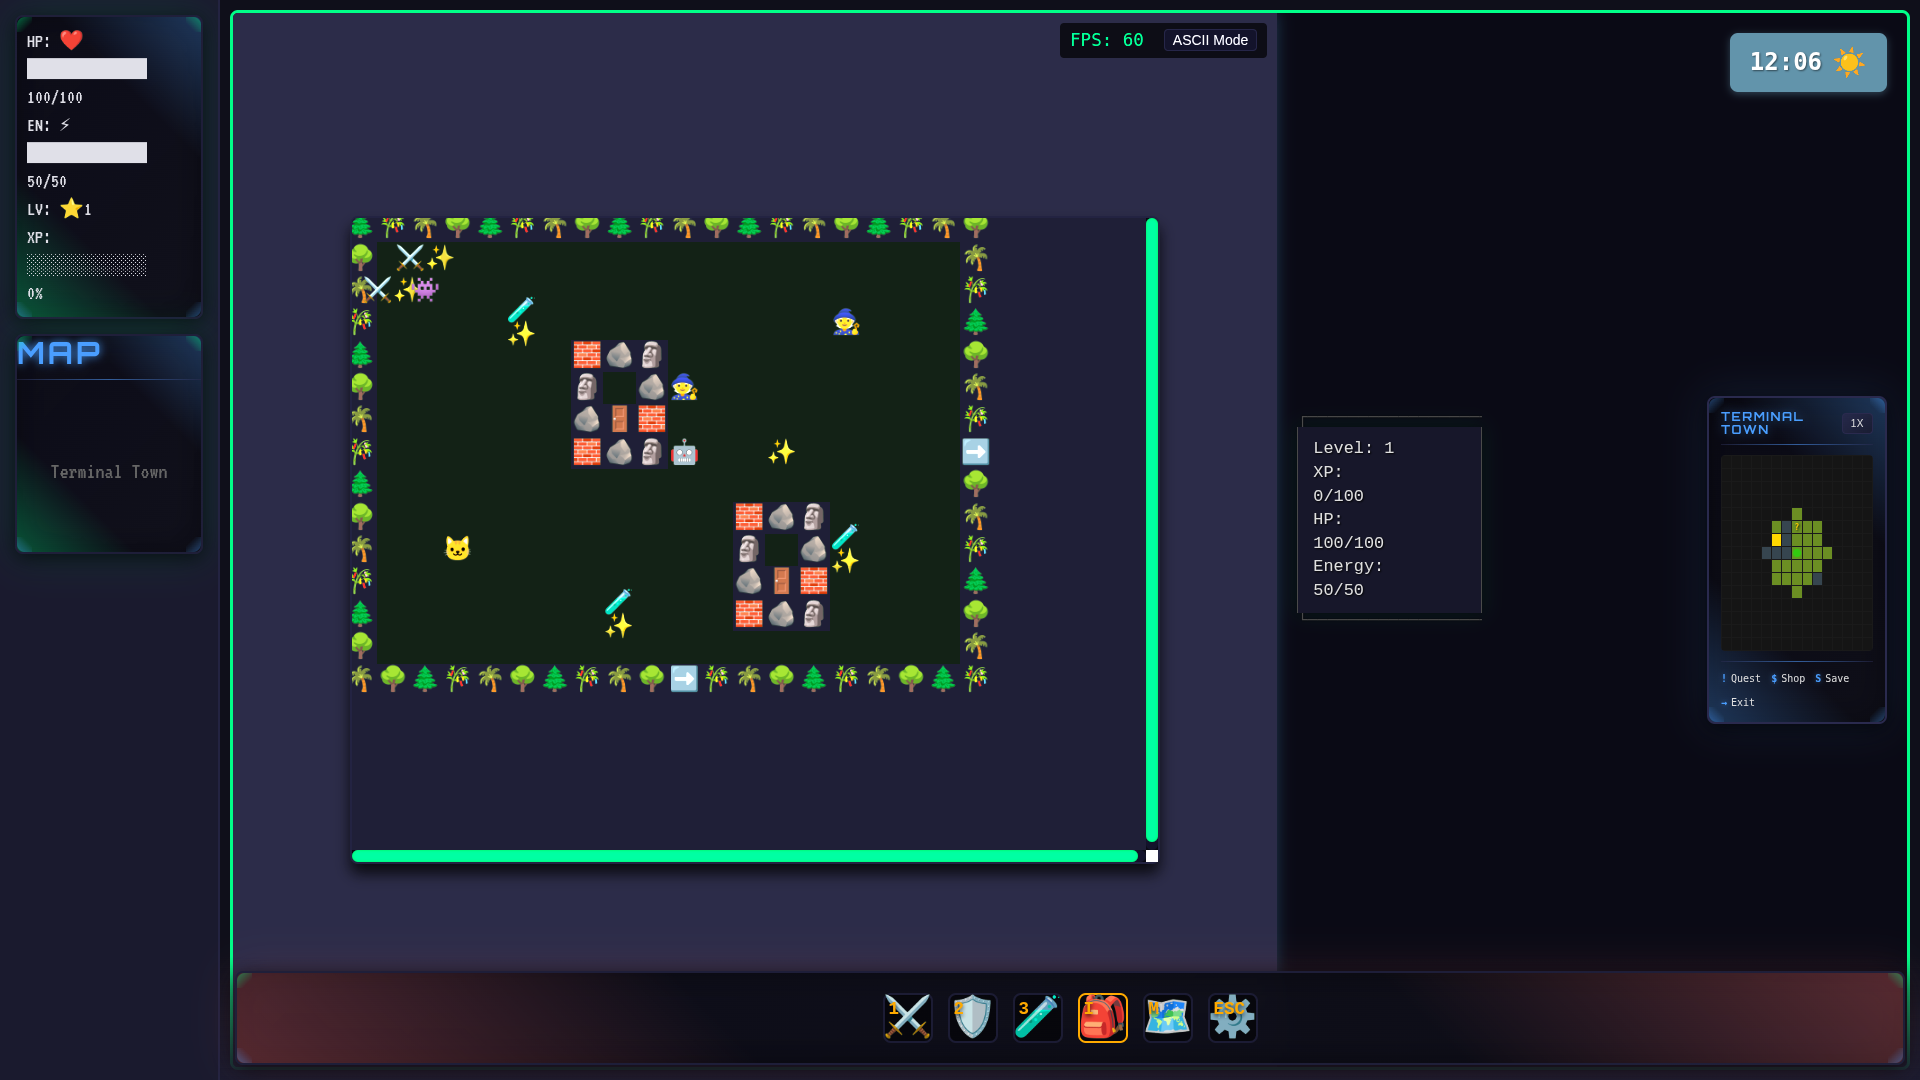 HP: ❤️
100/100
EN: ⚡
50/50
LV: ⭐1
XP:
0%
MAP
Terminal Town
FPS: 60 ASCII Mode
12:06 ☀️
Level: 1
XP:
0/100
HP:
100/100
Energy:
50/50
TERMINAL
TOWN
1X
?
! Quest $ Shop S Save
→ Exit
1 2 3 I M ESC